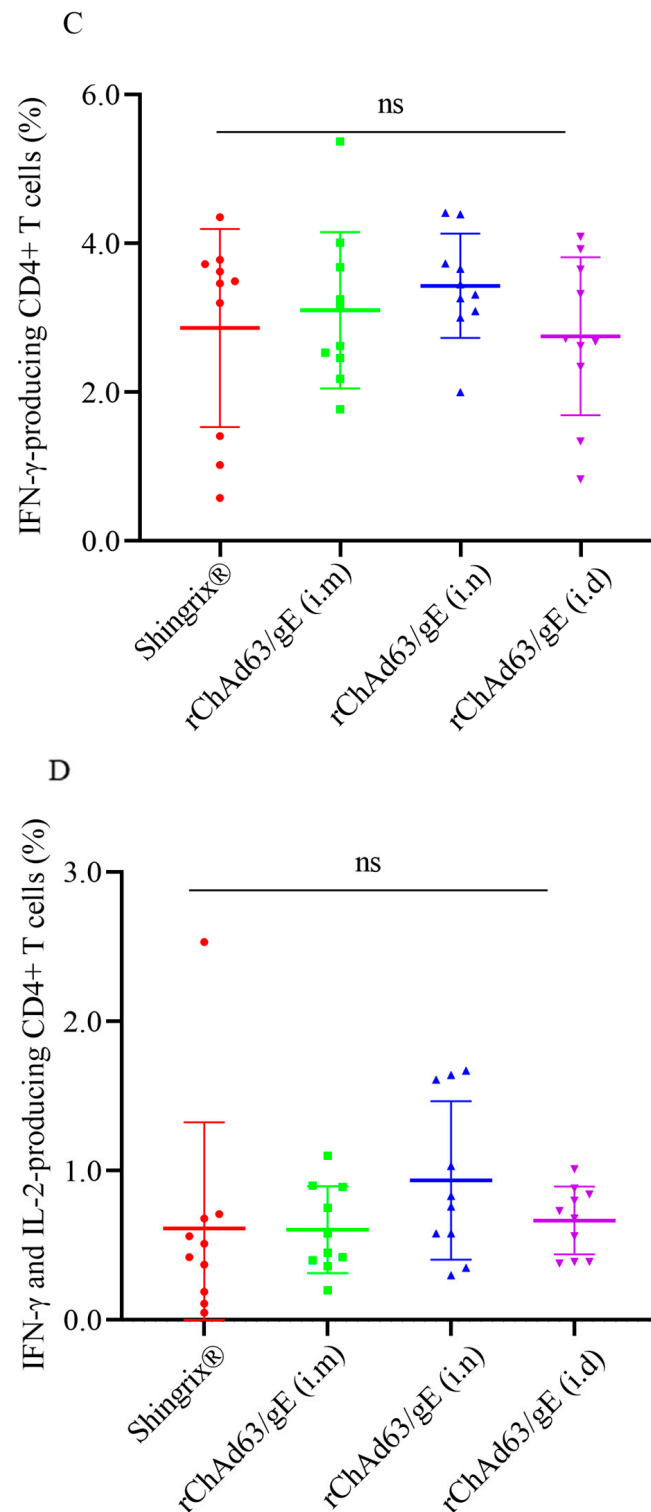 C
IFN-γ-producing CD4+ T cells (%)
6.0
4.0
2.0
0.0
ns
Shingrix®
rChAd63/gE (i.m)
rChAd63/gE (i.n)
rChAd63/gE (i.d)
D
IFN-γ and IL-2-producing CD4+ T cells (%)
3.0
2.0
1.0
0.0
ns
Shingrix®
rChAd63/gE (i.m)
rChAd63/gE (i.n)
rChAd63/gE (i.d)